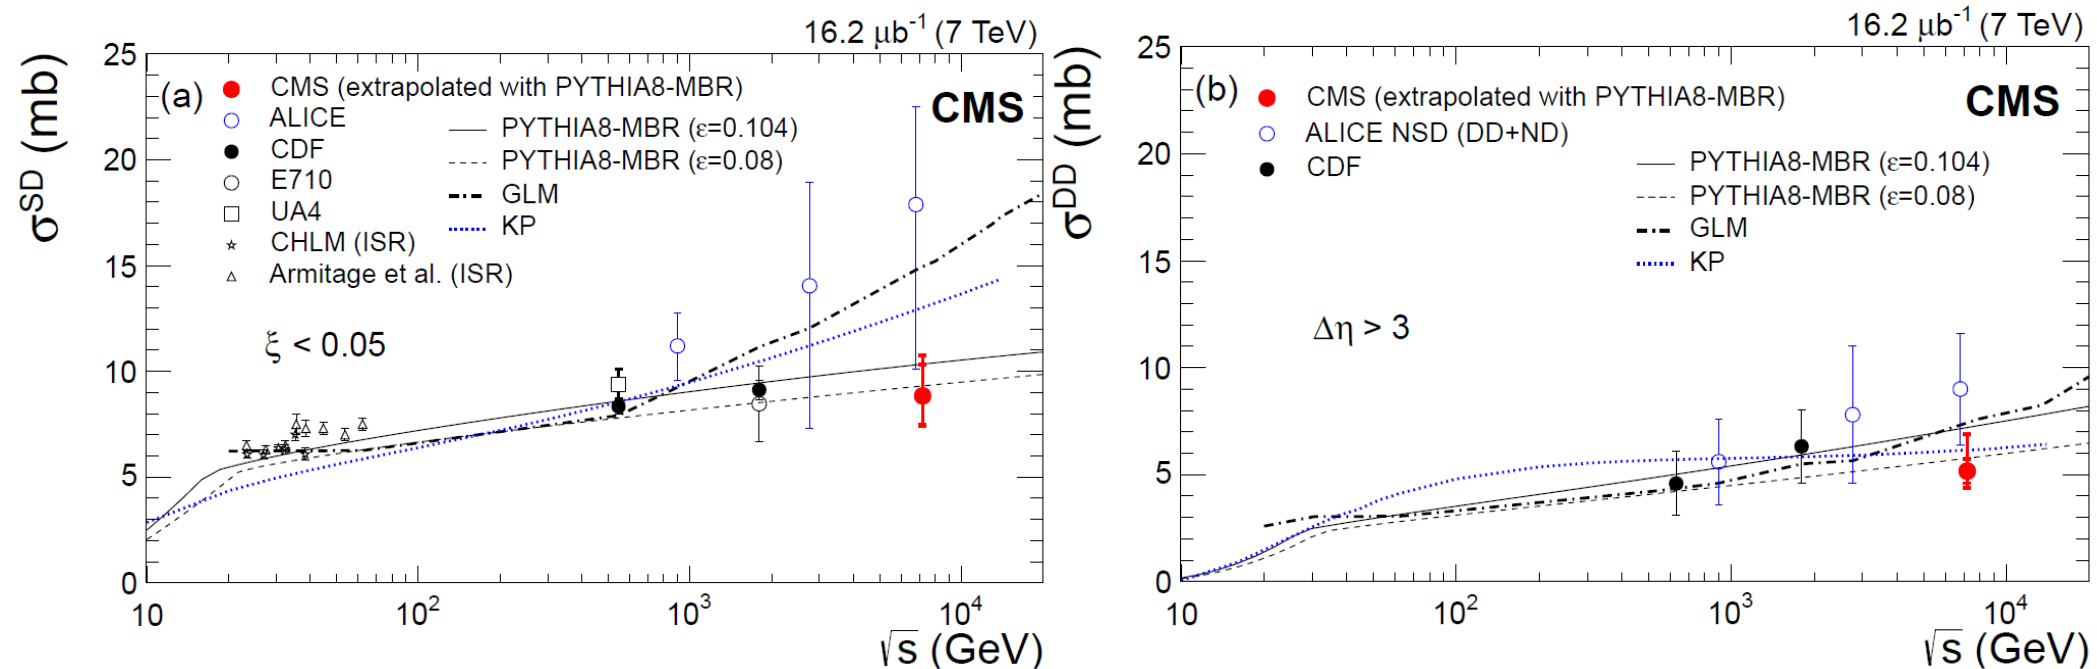 16.2 μb⁻¹ (7 TeV)
σ^SD (mb)
25
20
15
10
5
0
(a)
CMS (extrapolated with PYTHIA8-MBR)
ALICE
CDF
E710
UA4
CHLM (ISR)
Armitage et al. (ISR)
PYTHIA8-MBR (ε=0.104)
PYTHIA8-MBR (ε=0.08)
GLM
KP
CMS
ξ < 0.05
10
10²
10³
10⁴
√s (GeV)
16.2 μb⁻¹ (7 TeV)
σ^DD (mb)
25
20
15
10
5
0
(b)
CMS (extrapolated with PYTHIA8-MBR)
ALICE NSD (DD+ND)
CDF
PYTHIA8-MBR (ε=0.104)
PYTHIA8-MBR (ε=0.08)
GLM
KP
CMS
Δη > 3
10
10²
10³
10⁴
√s (GeV)